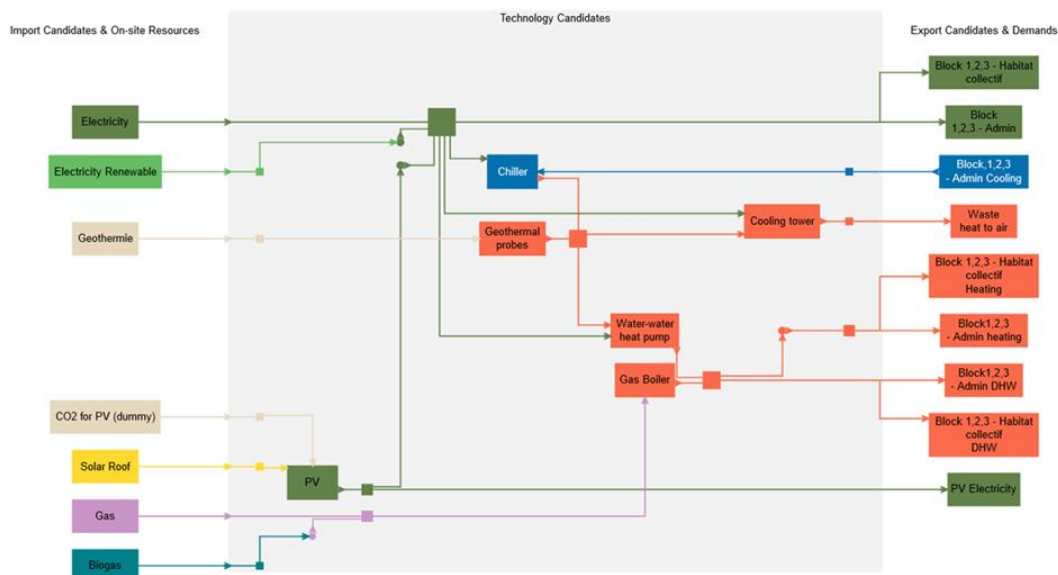 Technology Candidates
Import Candidates & On-site Resources
Export Candidates & Demands
Block 1,2,3 - Habitat
collectif
Electricity
Block
1,2,3 - Admin
Electricity Renewable
Chiller
Block,1,2,3
- Admin Cooling
Geothermie
Geothermal
probes
Cooling tower
Waste
heat to air
Block 1,2,3 - Habitat
collectif
Heating
Water-water
heat pump
Block1,2,3
- Admin heating
Gas Boiler
Block1,2,3
- Admin DHW
CO2 for PV (dummy)
Block 1,2,3 - Habitat
collectif
DHW
Solar Roof
PV
PV Electricity
Gas
Biogas